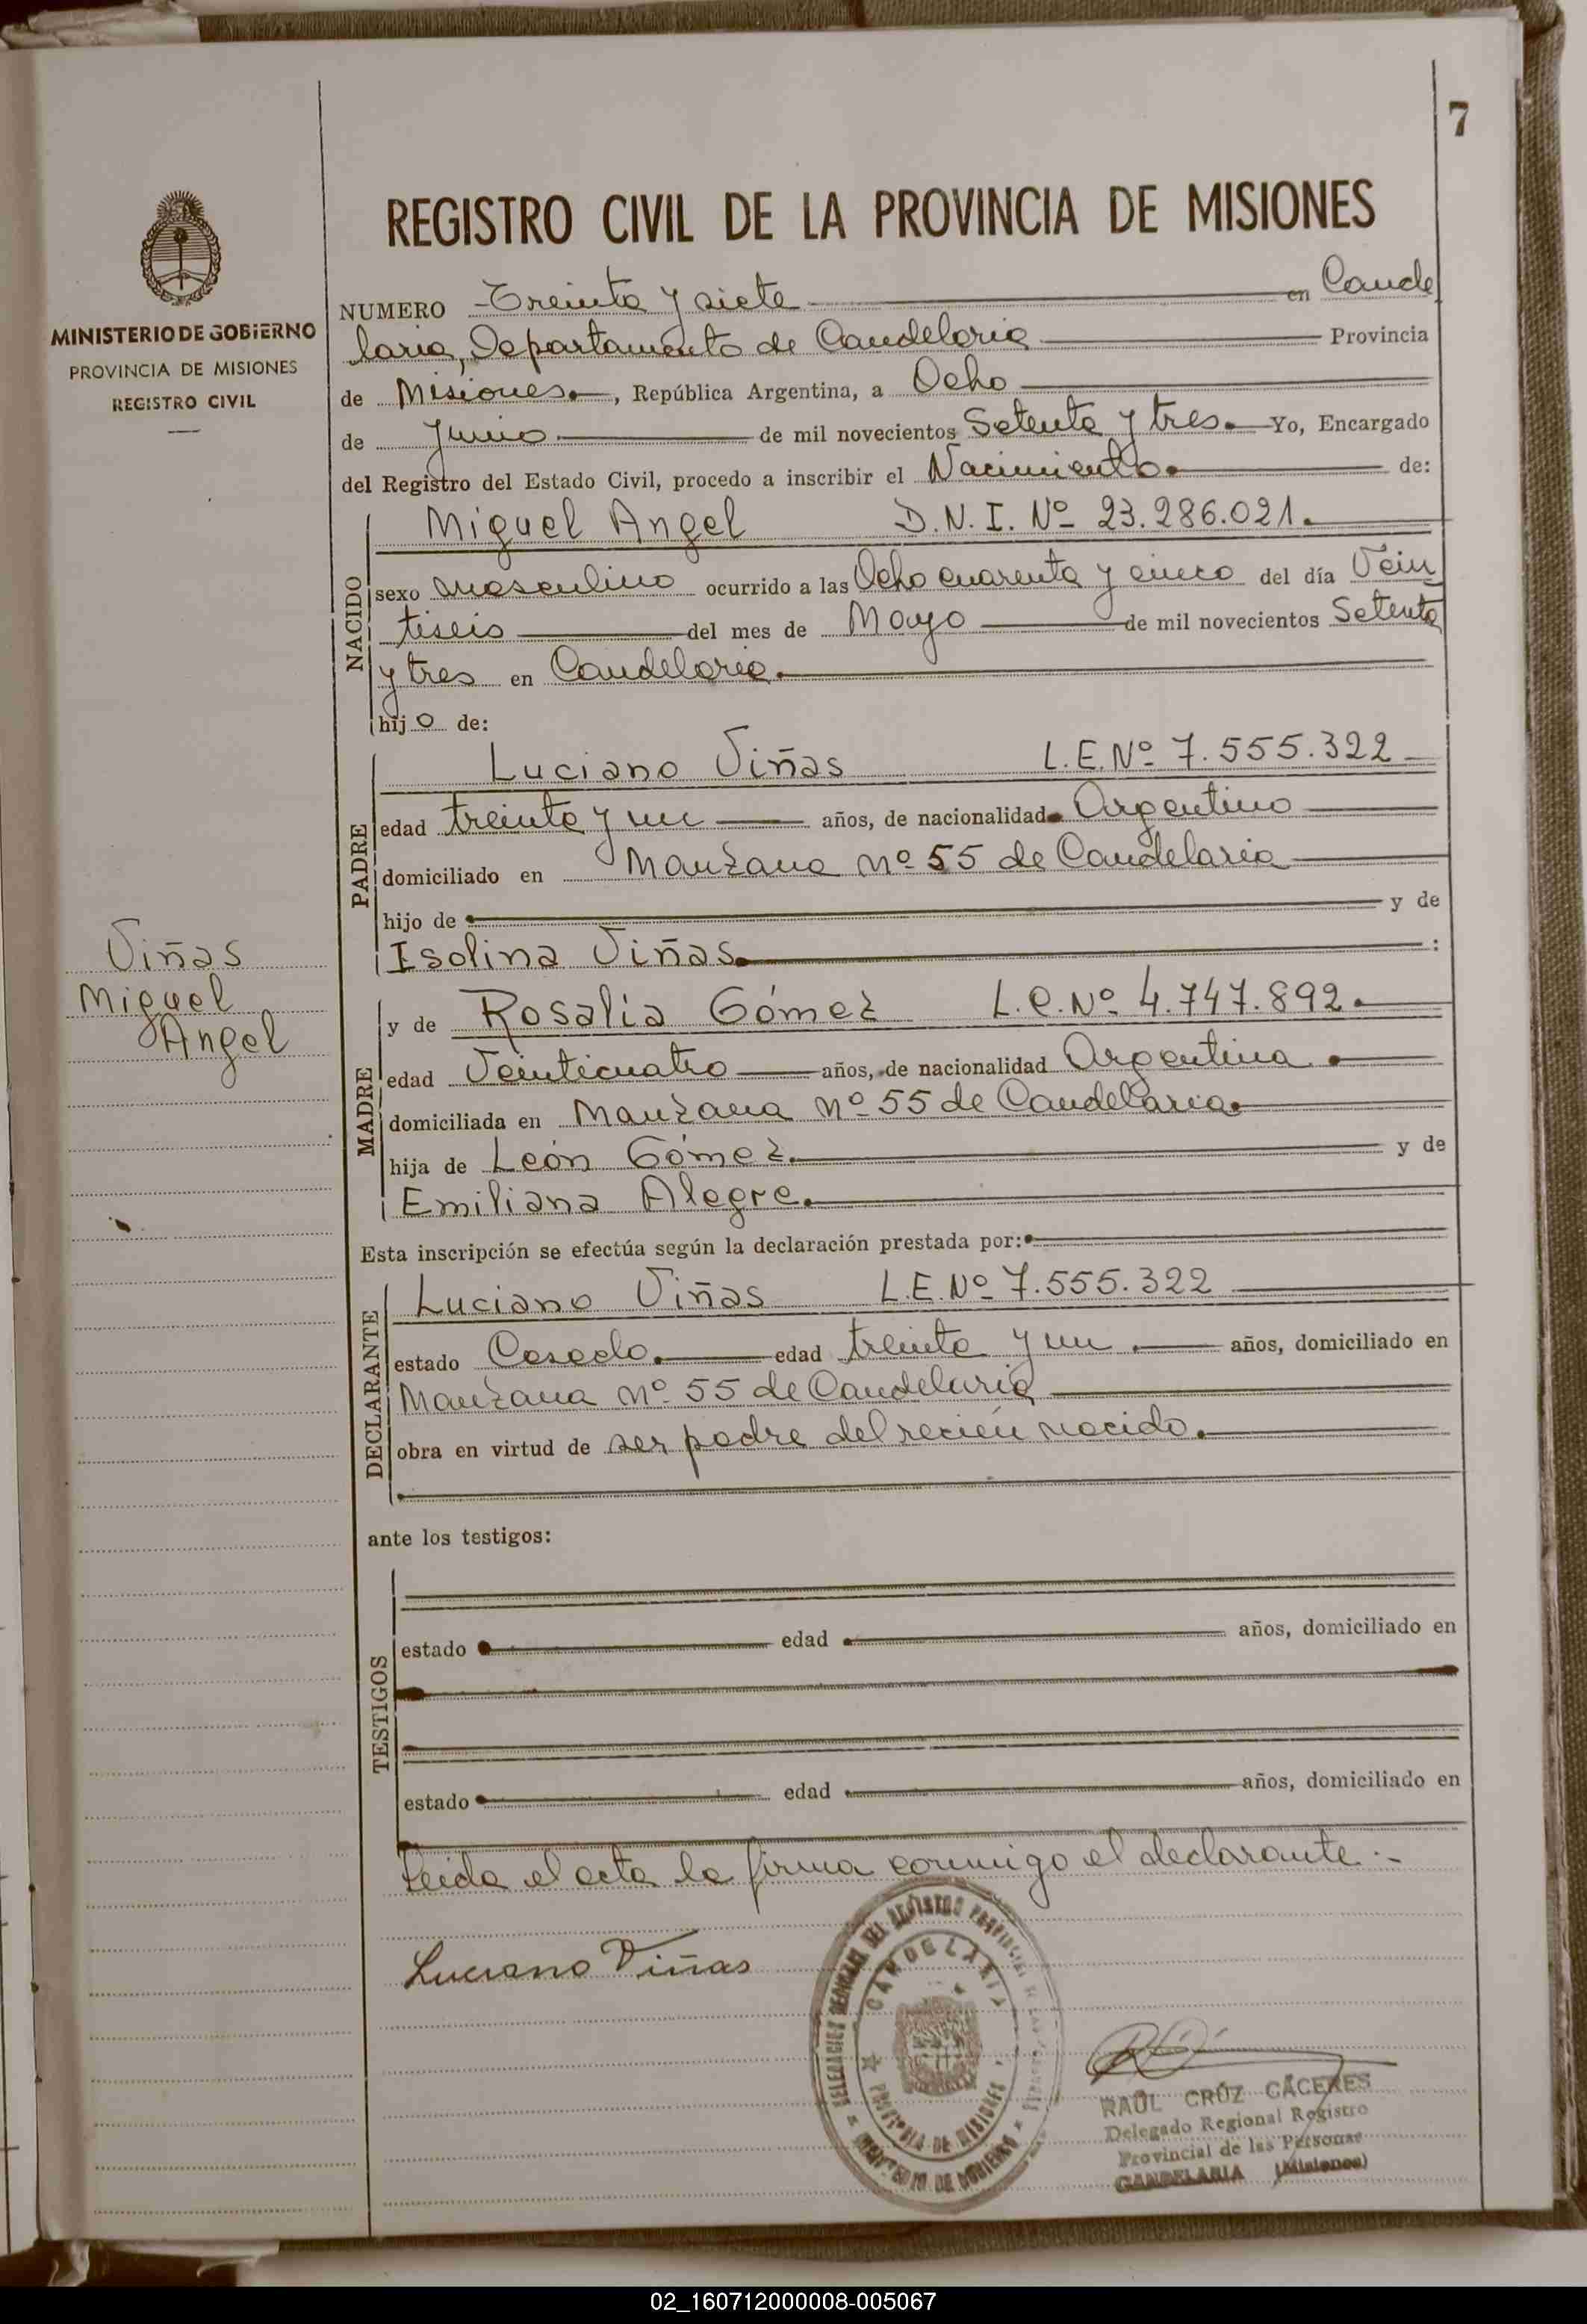 7
REGISTRO CIVIL DE LA PROVINCIA DE MISIONES
MINISTERIO DE GOBIERNO
PROVINCIA DE MISIONES
REGISTRO CIVIL
NUMERO Treinta y siete en Cande
laria, Departamento de Candelaria Provincia
de Misiones, República Argentina, a Ocho
de Junio de mil novecientos Setenta y tres. Yo, Encargado
del Registro del Estado Civil, procedo a inscribir el Nacimiento. de:
NACIDO
Miguel Angel D.N.I. Nº 23.286.021.
sexo masculino ocurrido a las Ocho cuarenta y cinco del día Vein
tiseis del mes de Mayo de mil novecientos Setenta
y tres en Candelaria.
hijo de:
PADRE
Luciano Viñas L.E.Nº 7.555.322
edad treinta y un años, de nacionalidad Argentino
domiciliado en Manzana nº 55 de Candelaria
hijo de y de
Isolina Viñas. :
Viñas
Miguel
Angel
MADRE
y de Rosalia Gómez L.C.Nº 4.747.892.
edad Veinticuatro años, de nacionalidad Argentina.
domiciliada en Manzana nº 55 de Candelaria.
hija de León Gómez. y de
Emiliana Alegre.
Esta inscripción se efectúa según la declaración prestada por:
DECLARANTE
Luciano Viñas L.E.Nº 7.555.322
estado Casado. edad treinta y un. años, domiciliado en
Manzana nº 55 de Candelaria
obra en virtud de ser padre del recién nacido.
ante los testigos:
TESTIGOS
estado edad años, domiciliado en
estado edad años, domiciliado en
Leida el acta la firma conmigo el declarante.-
Luciano Viñas
CANDELARIA
PROVINCIA DE MISIONES
MINISTERIO DE GOBIERNO
RAÚL CRÚZ CÁCERES
Delegado Regional Registro
Provincial de las Personas
CANDELARIA (Misiones)
02_160712000008-005067